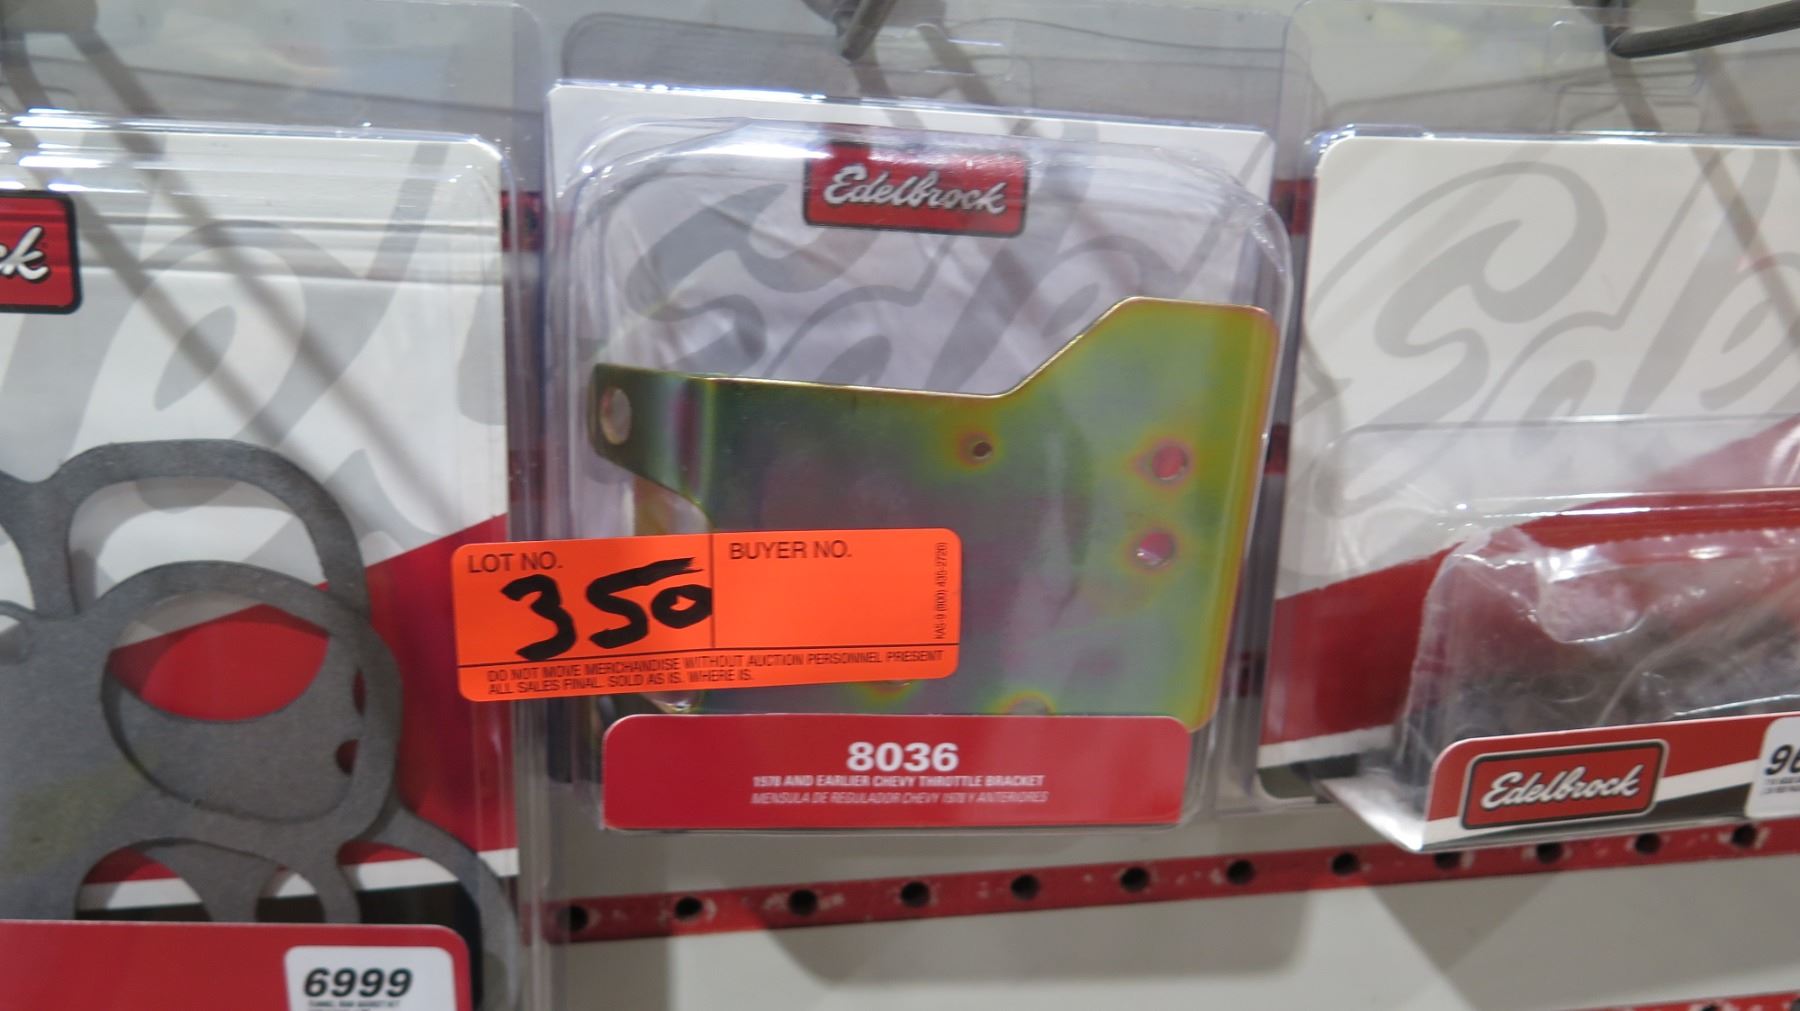 Edelbrock
ck
LOT NO.
350
BUYER NO.
DO NOT MOVE MERCHANDISE WITHOUT AUCTION PERSONNEL PRESENT
ALL SALES FINAL. SOLD AS IS. WHERE IS.
8036
1978 AND EARLIER CHEVY THROTTLE BRACKET
MENSULA DE REGULADOR CHEVY 1978 Y ANTERIORES
Edelbrock
6999